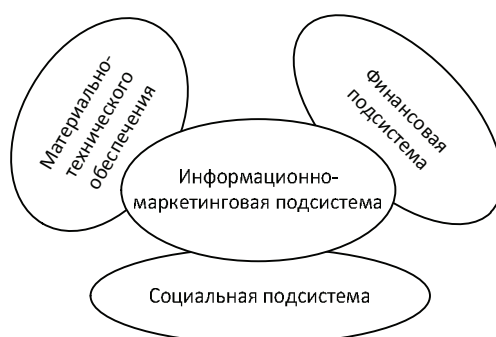 Материально-
технического
обеспечения
Финансовая
подсистема
Информационно-
маркетинговая подсистема
Социальная подсистема